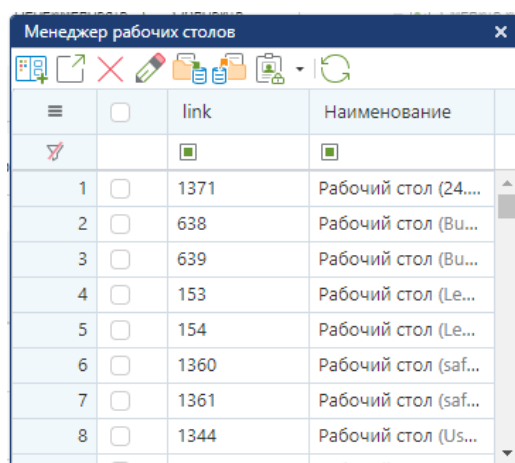 Менеджер рабочих столов
link Наименование
1 1371 Рабочий стол (24....
2 638 Рабочий стол (Bu...
3 639 Рабочий стол (Bu...
4 153 Рабочий стол (Le...
5 154 Рабочий стол (Le...
6 1360 Рабочий стол (saf...
7 1361 Рабочий стол (saf...
8 1344 Рабочий стол (Us...